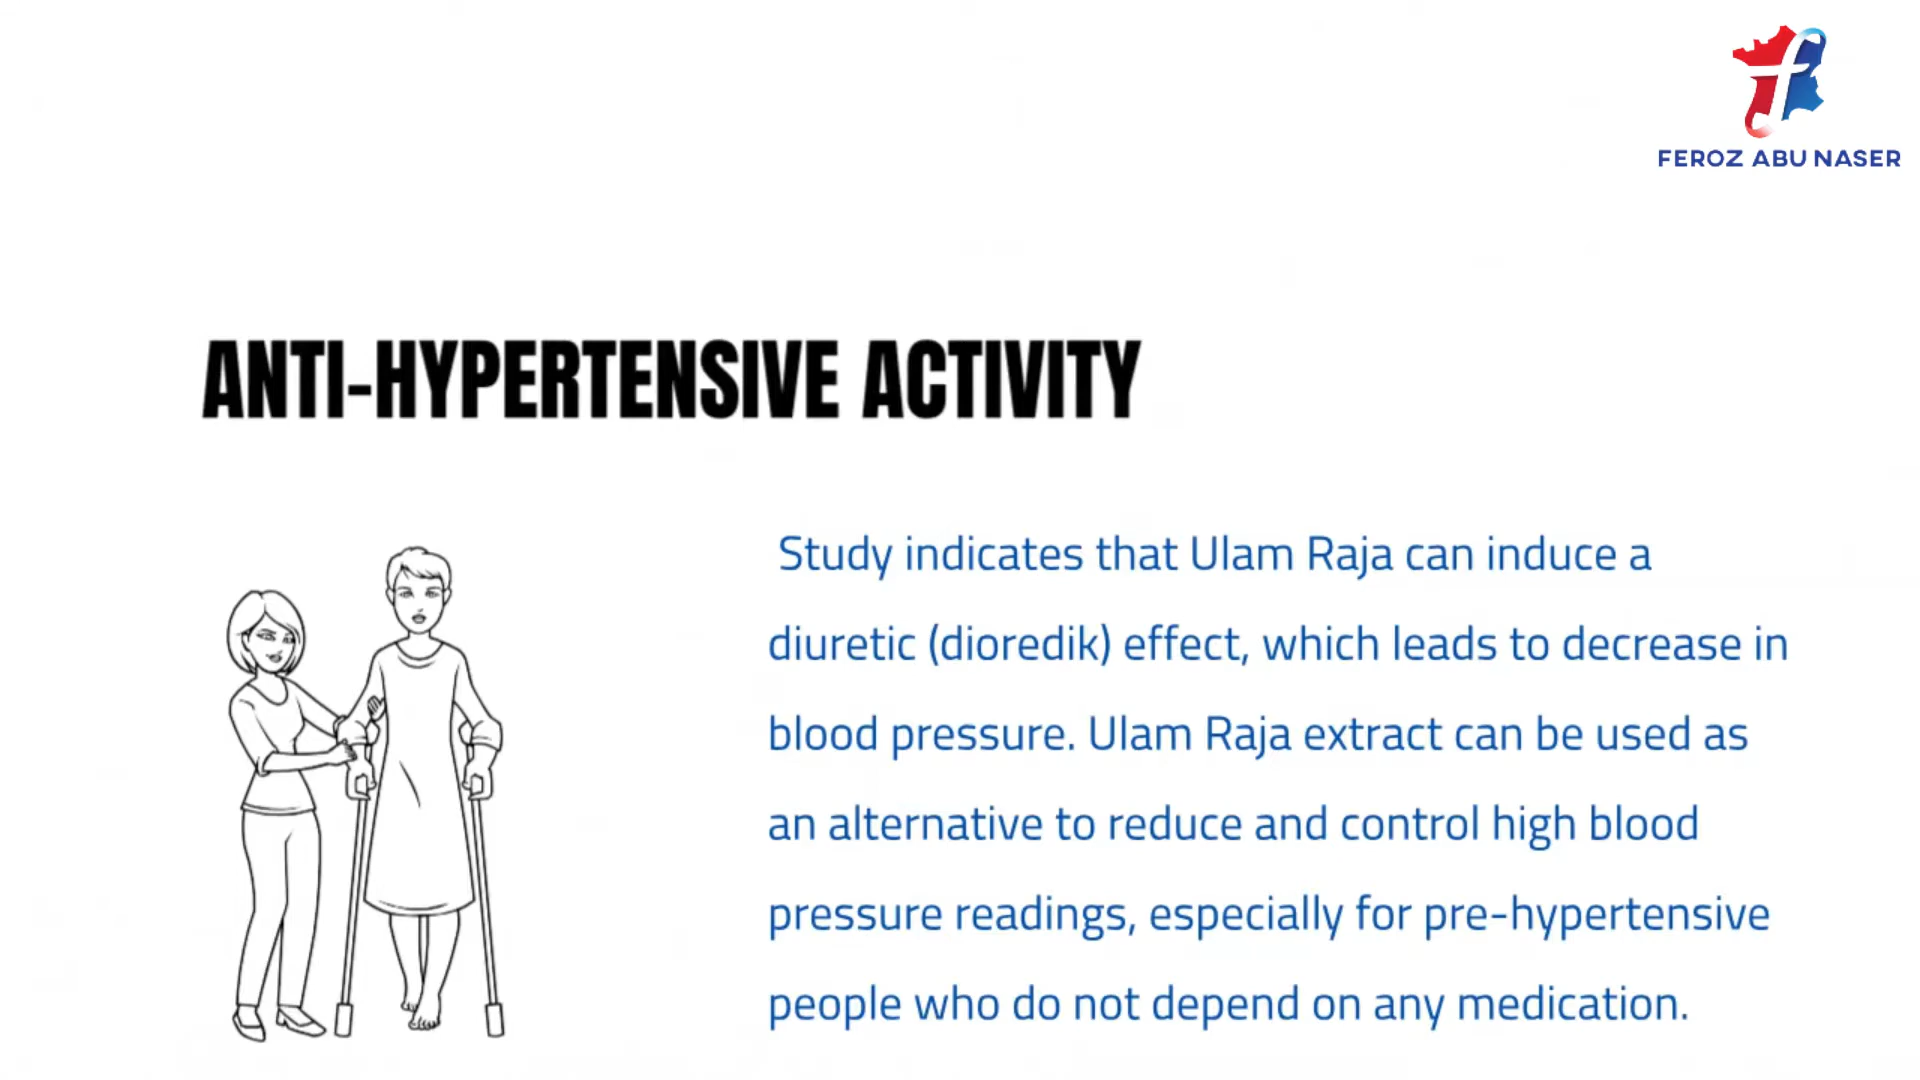 FEROZ ABU NASER
ANTI-HYPERTENSIVE ACTIVITY
Study indicates that Ulam Raja can induce a
diuretic (dioredik) effect, which leads to decrease in
blood pressure. Ulam Raja extract can be used as
an alternative to reduce and control high blood
pressure readings, especially for pre-hypertensive
people who do not depend on any medication.